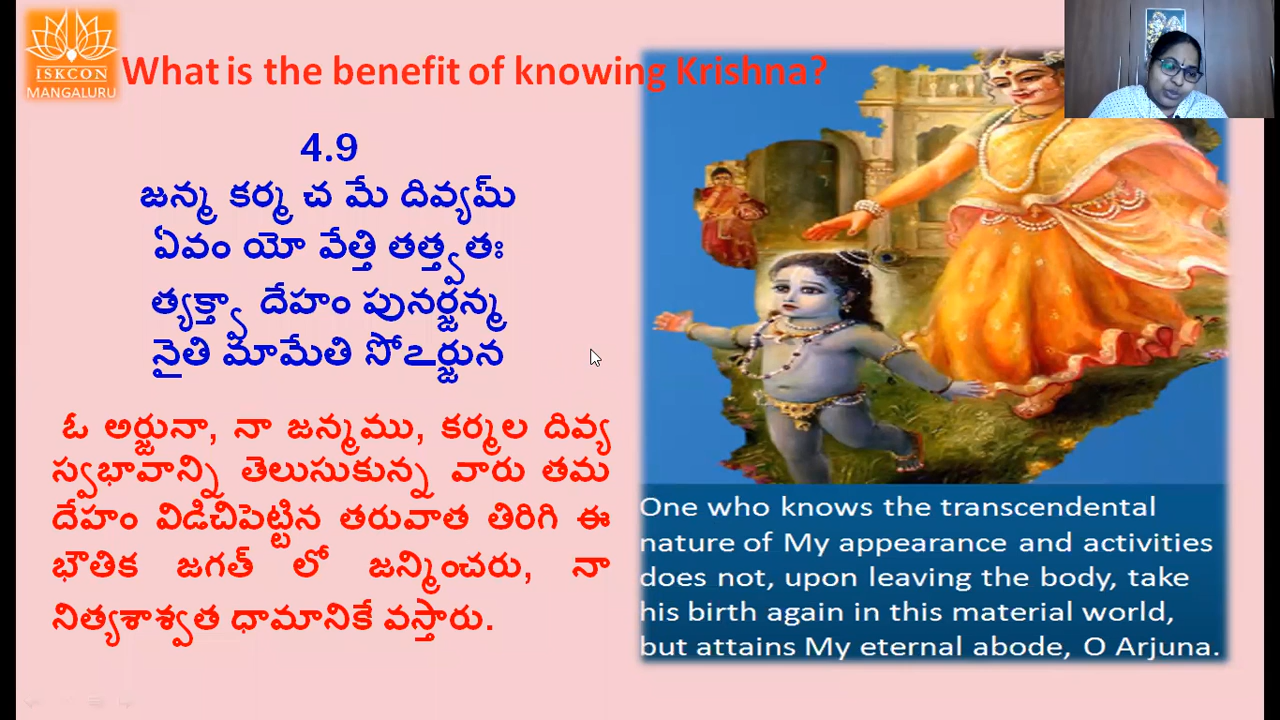 ISKCON
MANGALURU
What is the benefit of knowing Krishna?
4.9
జన్మ కర్మ చ మే దివ్యమ్
ఏవం యో వేత్తి తత్త్వతః
త్యక్త్వా దేహం పునర్జన్మ
నైతి మామేతి సోఽర్జున
ఓ అర్జునా, నా జన్మము, కర్మల దివ్య
స్వభావాన్ని తెలుసుకున్న వారు తమ
దేహం విడిచిపెట్టిన తరువాత తిరిగి ఈ
భౌతిక జగత్ లో జన్మించరు, నా
నిత్యశాశ్వత ధామానికే వస్తారు.
One who knows the transcendental
nature of My appearance and activities
does not, upon leaving the body, take
his birth again in this material world,
but attains My eternal abode, O Arjuna.